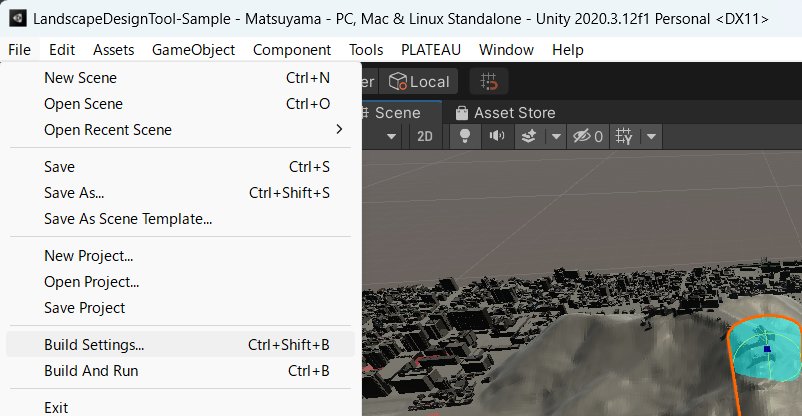 LandscapeDesignTool-Sample - Matsuyama - PC, Mac & Linux Standalone - Unity 2020.3.12f1 Personal <DX11>
File Edit Assets GameObject Component Tools PLATEAU Window Help
New Scene Ctrl+N
Open Scene Ctrl+O
Open Recent Scene
Save Ctrl+S
Save As... Ctrl+Shift+S
Save As Scene Template...
New Project...
Open Project...
Save Project
Build Settings... Ctrl+Shift+B
Build And Run Ctrl+B
Exit
er Local
Scene Asset Store
2D 0